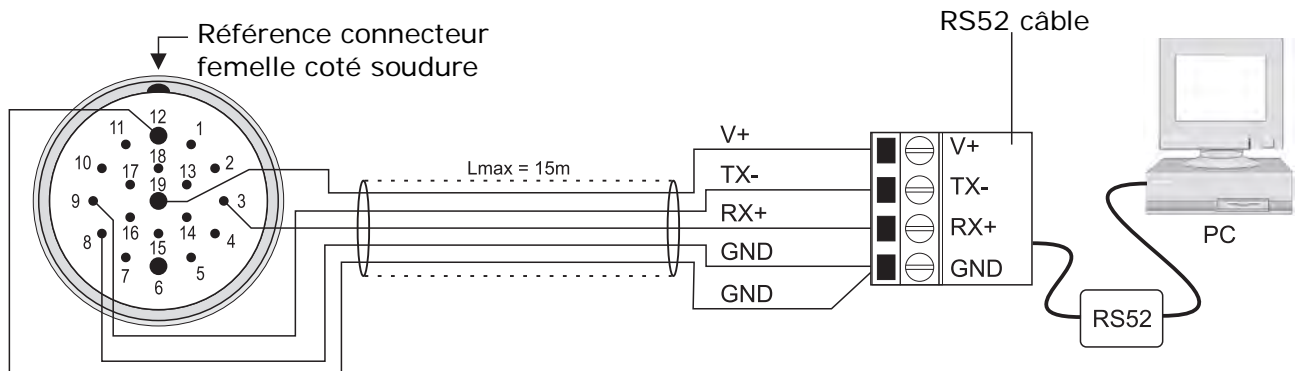 Référence connecteur
femelle coté soudure
RS52 câble
12
11
1
10
18
2
17
13
19
9
3
16
14
8
15
4
7
5
6
Lmax = 15m
V+
TX-
RX+
GND
GND
V+
TX-
RX+
GND
PC
RS52